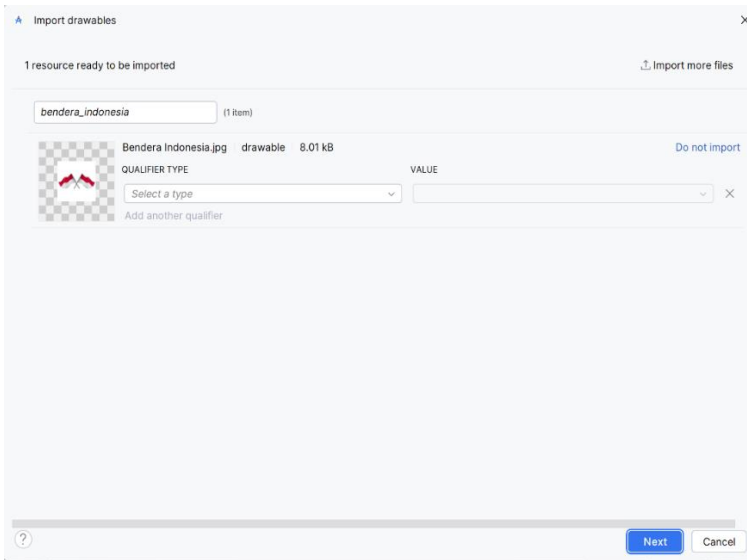 Import drawables
1 resource ready to be imported
Import more files
bendera_indonesia
(1 item)
Bendera Indonesia.jpg drawable 8.01 kB
Do not import
QUALIFIER TYPE
VALUE
Select a type
Add another qualifier
?
Next
Cancel